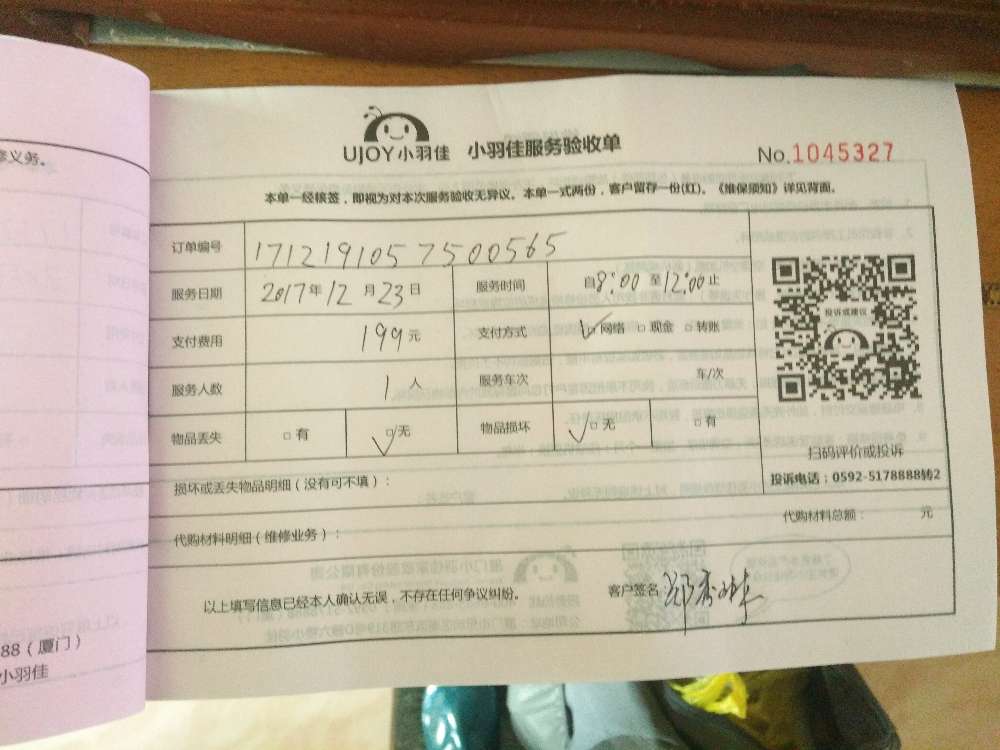 修义务。
UJOY小羽佳 小羽佳服务验收单
No.1045327
本单一经核签，即视为对本次服务验收无异议。本单一式两份，客户留存一份(红)。《维保须知》详见背面。
订单编号 171219105 7500565
服务日期 2017年12月23日 服务时间 自8:00至12:00止
支付费用 199元 支付方式 □网络 □现金 □转账
投诉或建议
服务人数 1人 服务车次 车/次
物品丢失 □有 □无 物品损坏 □无 □有
扫码评价或投诉
损坏或丢失物品明细（没有可不填）：
投诉电话：0592-5178888转2
代购材料明细（维修业务）：
代购材料总额： 元
以上填写信息已经本人确认无误，不存在任何争议纠纷。
客户签名
88（厦门）
小羽佳